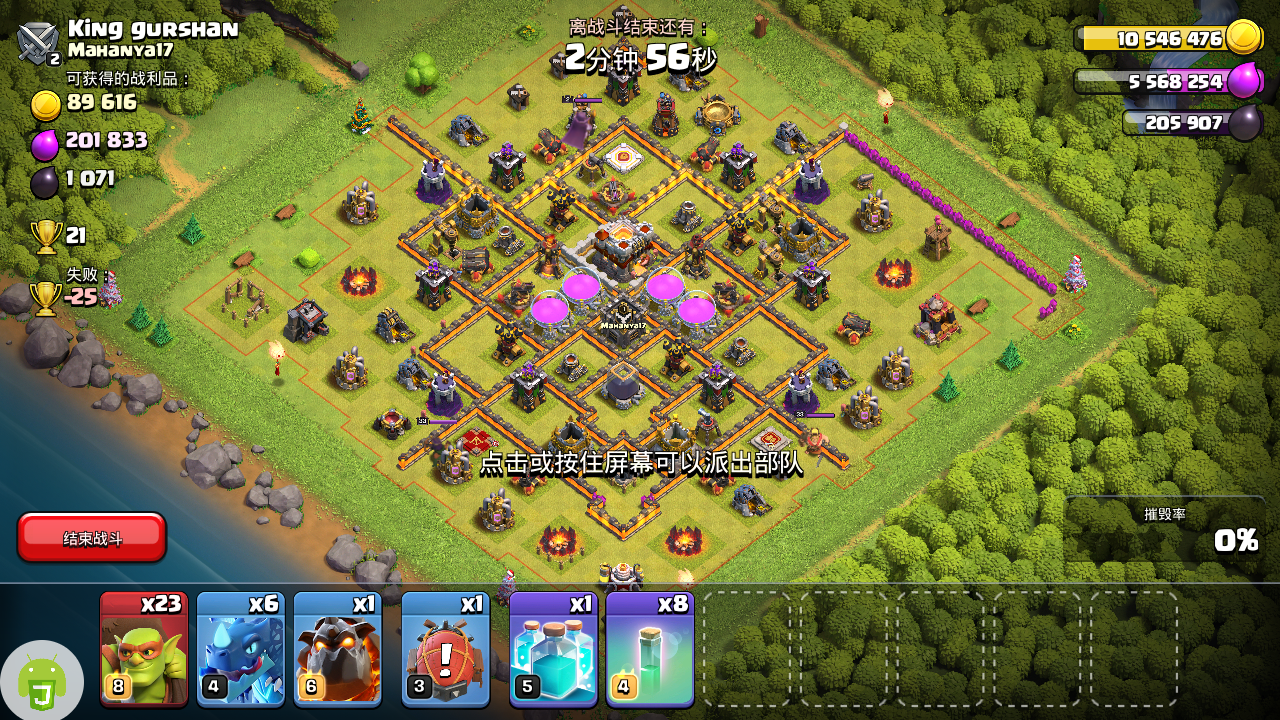 King gurshan
Mahanya17
2
可获得的战利品：
89 616
201 833
1 071
21
失败：
-25
离战斗结束还有：
2分钟 56秒
10 546 476
5 568 254
205 907
Mahanya17
33
33
点击或按住屏幕可以派出部队
结束战斗
摧毁率
0%
x23
x6
x1
x1
x1
x8
8
4
6
3
5
4